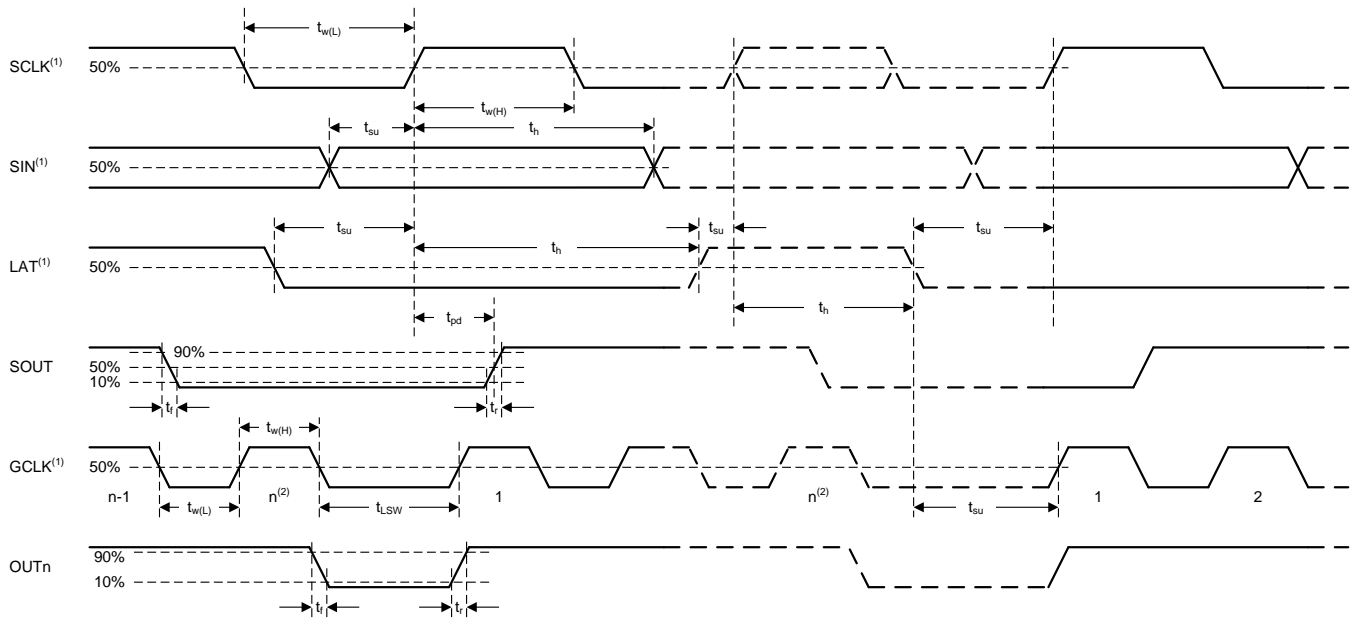 t_w(L)
SCLK(1)
50%
t_w(H)
t_su
t_h
SIN(1)
50%
t_su
t_h
t_su
t_su
LAT(1)
50%
t_h
t_pd
90%
SOUT
50%
10%
t_f
t_r
t_w(H)
GCLK(1)
50%
n-1
n(2)
1
n(2)
1
2
t_w(L)
t_LSW
t_su
90%
OUTn
10%
t_f
t_r